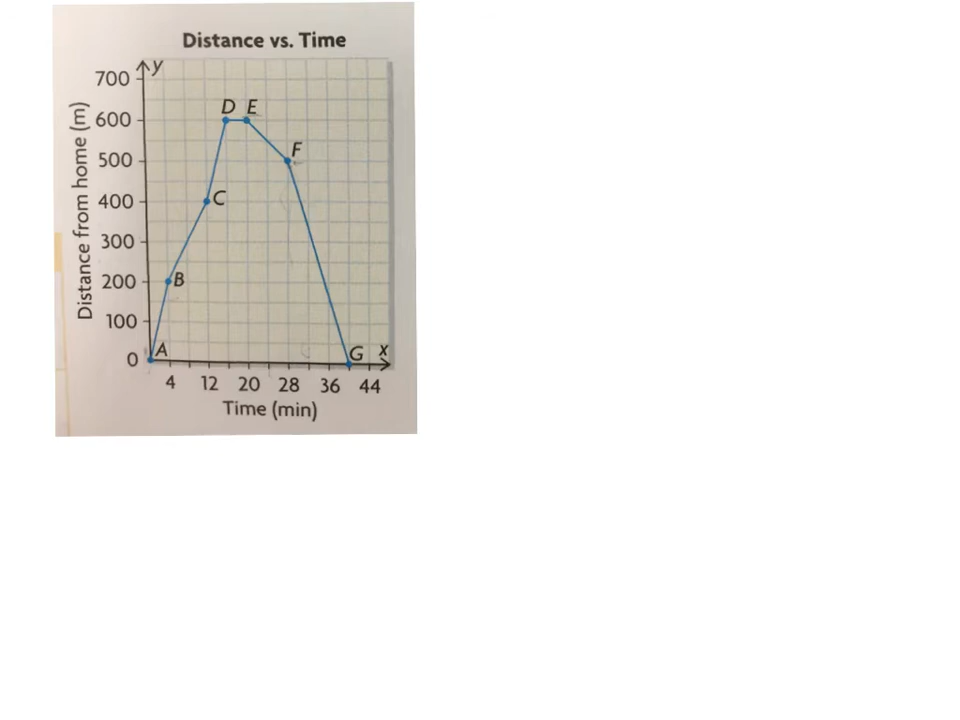 Distance vs. Time
y
700
600
500
400
300
200
100
0
Distance from home (m)
D E
F
C
B
A
G x
4 12 20 28 36 44
Time (min)